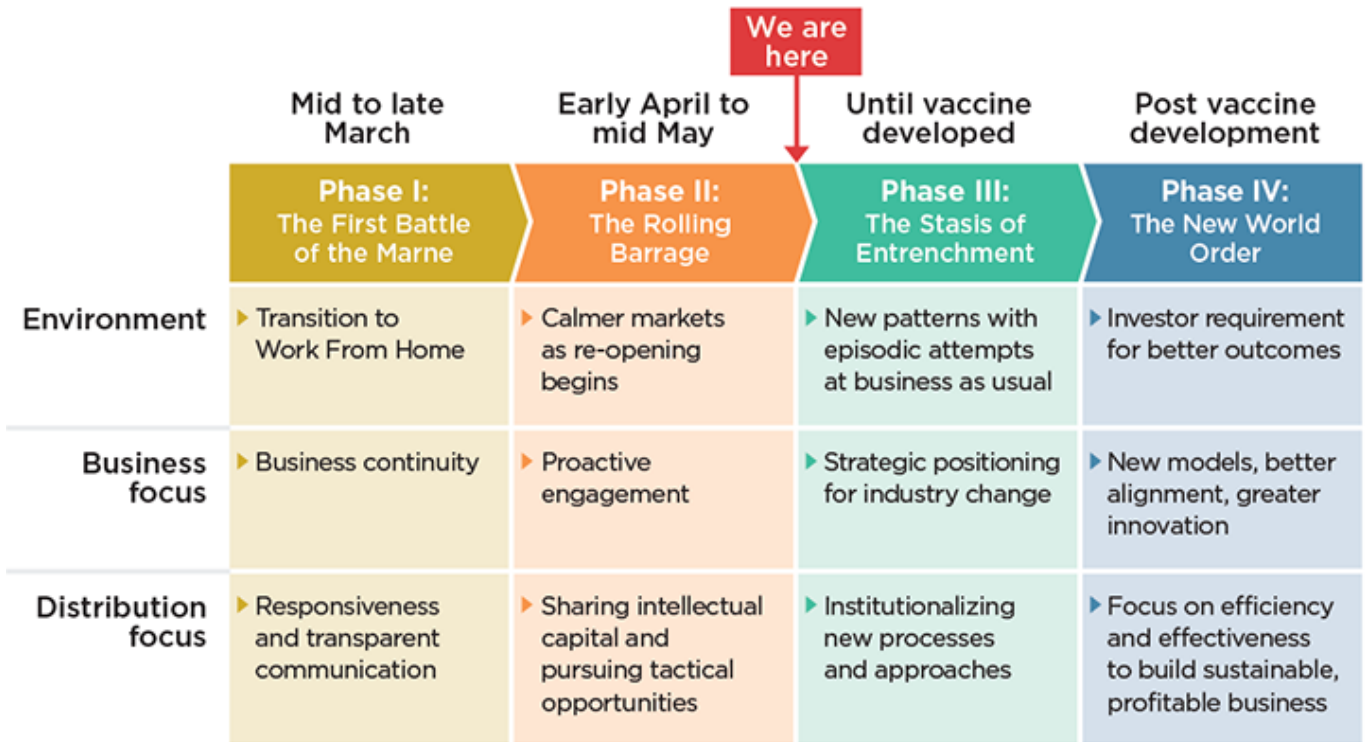 We are
here
Mid to late
March
Early April to
mid May
Until vaccine
developed
Post vaccine
development
Phase I:
The First Battle
of the Marne
Phase II:
The Rolling
Barrage
Phase III:
The Stasis of
Entrenchment
Phase IV:
The New World
Order
Environment
Transition to
Work From Home
Calmer markets
as re-opening
begins
New patterns with
episodic attempts
at business as usual
Investor requirement
for better outcomes
Business
focus
Business continuity
Proactive
engagement
Strategic positioning
for industry change
New models, better
alignment, greater
innovation
Distribution
focus
Responsiveness
and transparent
communication
Sharing intellectual
capital and
pursuing tactical
opportunities
Institutionalizing
new processes
and approaches
Focus on efficiency
and effectiveness
to build sustainable,
profitable business